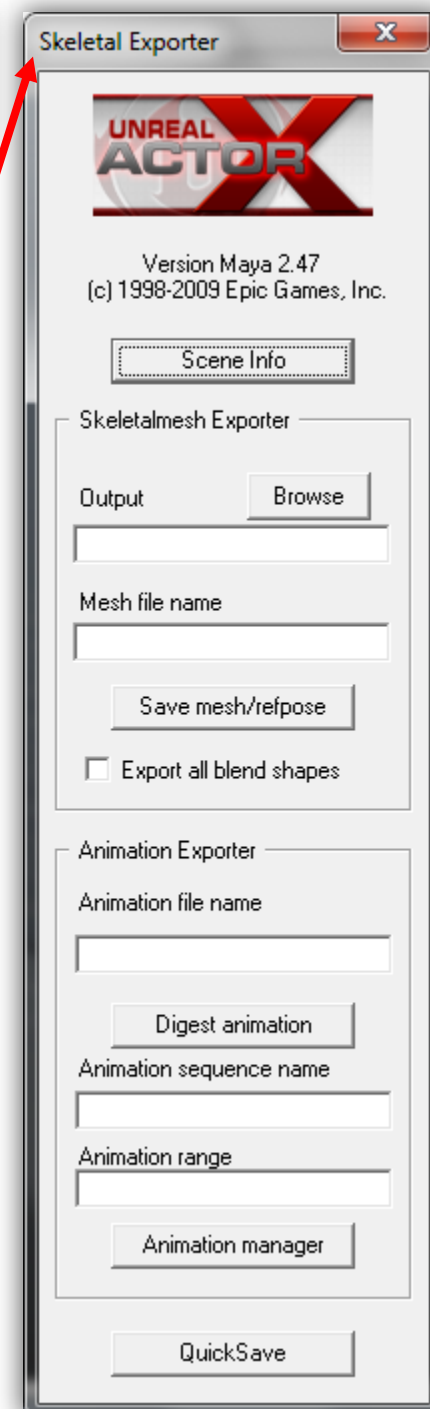 Skeletal Exporter
UNREAL
ACTOR X
Version Maya 2.47
(c) 1998-2009 Epic Games, Inc.
Scene Info
Skeletalmesh Exporter
Output
Browse
Mesh file name
Save mesh/refpose
Export all blend shapes
Animation Exporter
Animation file name
Digest animation
Animation sequence name
Animation range
Animation manager
QuickSave